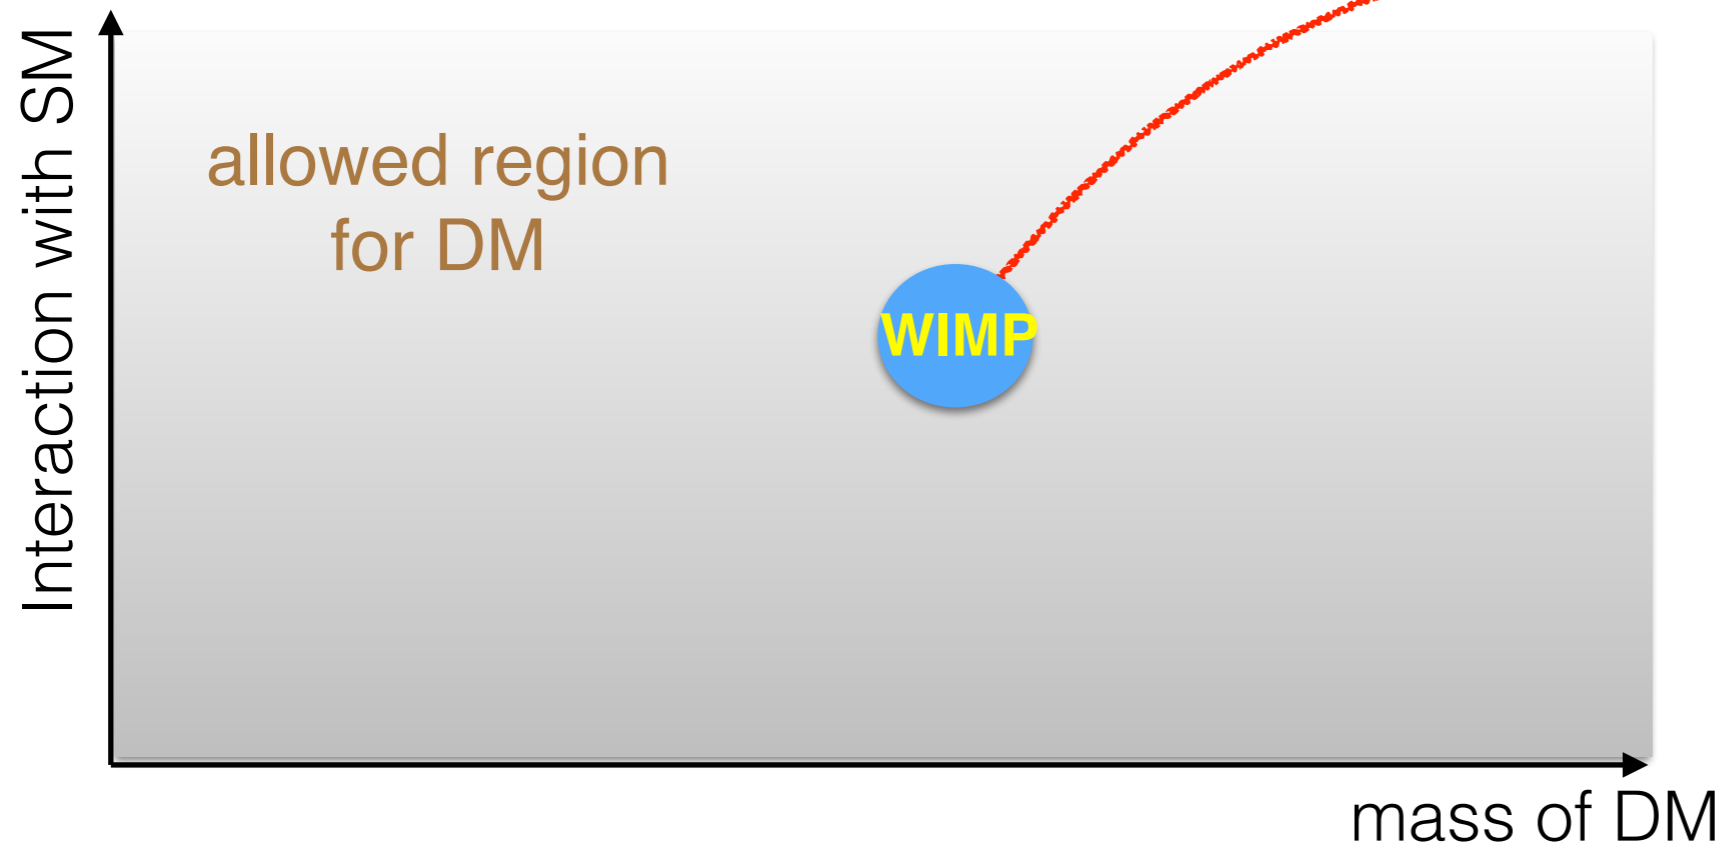 Interaction with SM
allowed region
for DM
WIMP
mass of DM